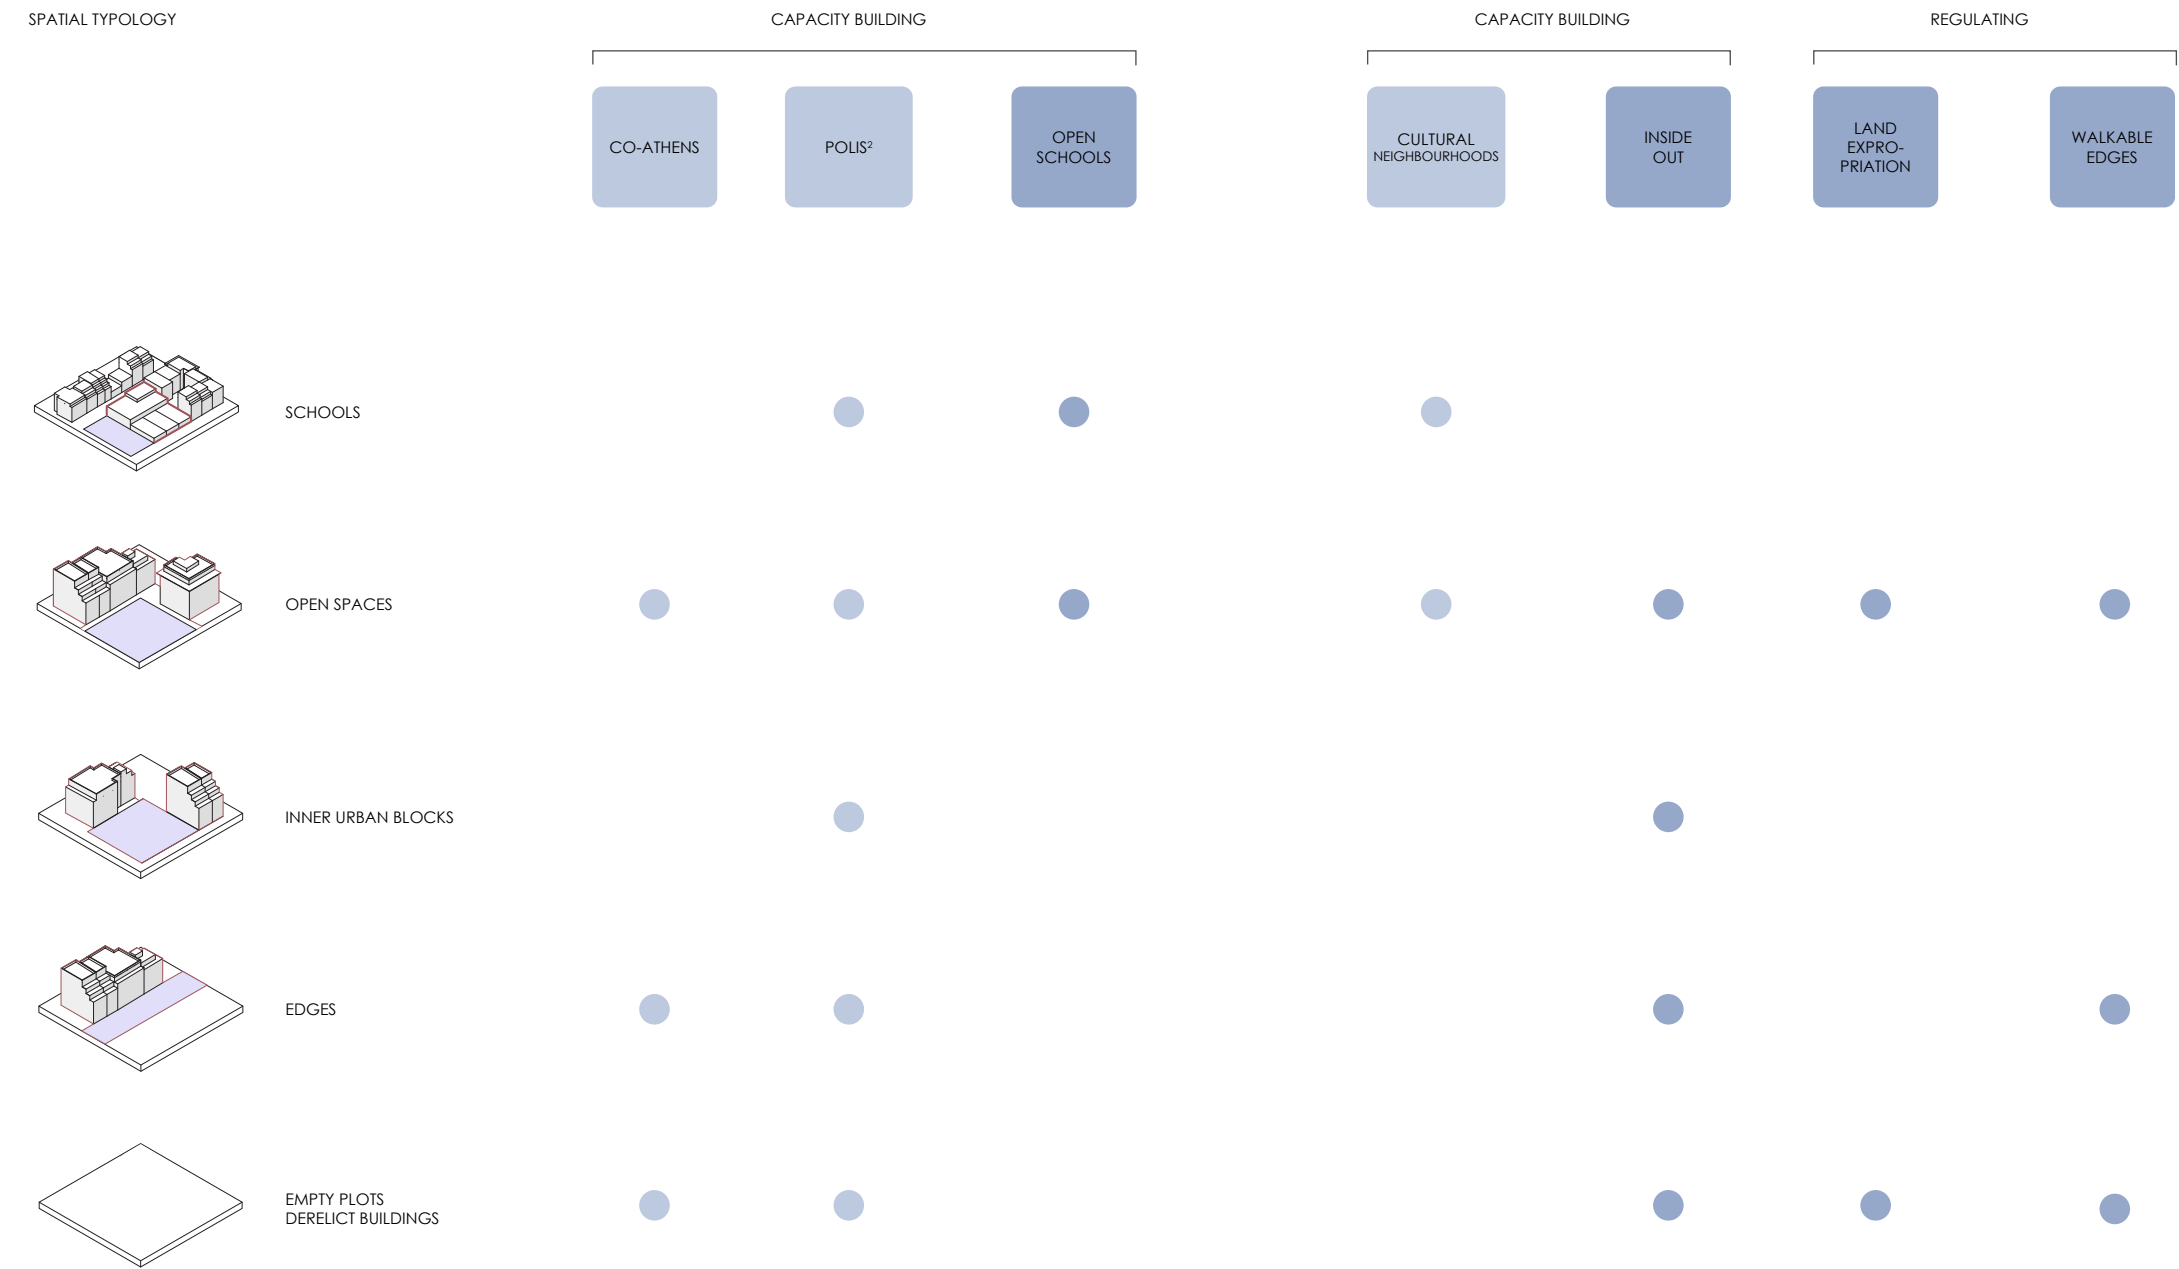 SPATIAL TYPOLOGY
CAPACITY BUILDING
CAPACITY BUILDING
REGULATING
CO-ATHENS
POLIS²
OPEN
SCHOOLS
CULTURAL
NEIGHBOURHOODS
INSIDE
OUT
LAND
EXPRO-
PRIATION
WALKABLE
EDGES
SCHOOLS
OPEN SPACES
INNER URBAN BLOCKS
EDGES
EMPTY PLOTS
DERELICT BUILDINGS